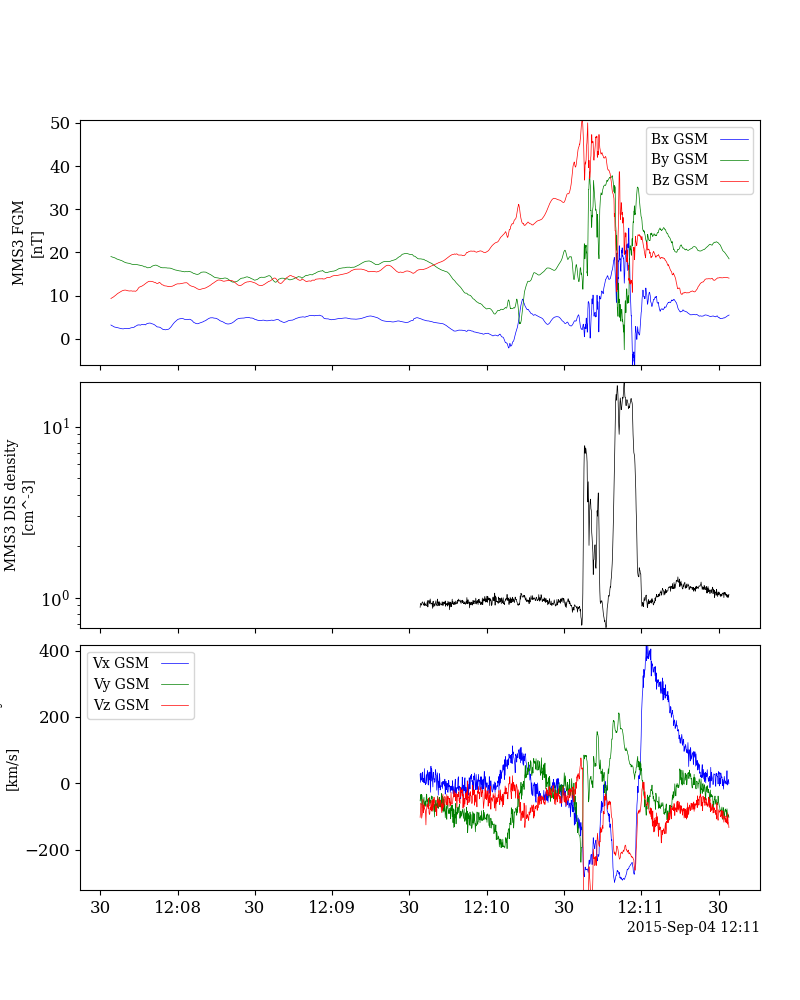 50
40
30
20
10
0
MMS3 FGM
[nT]
Bx GSM
By GSM
Bz GSM
10^1
10^0
MMS3 DIS density
[cm^-3]
400
200
0
−200
[km/s]
Vx GSM
Vy GSM
Vz GSM
30 12:08 30 12:09 30 12:10 30 12:11 30
2015-Sep-04 12:11